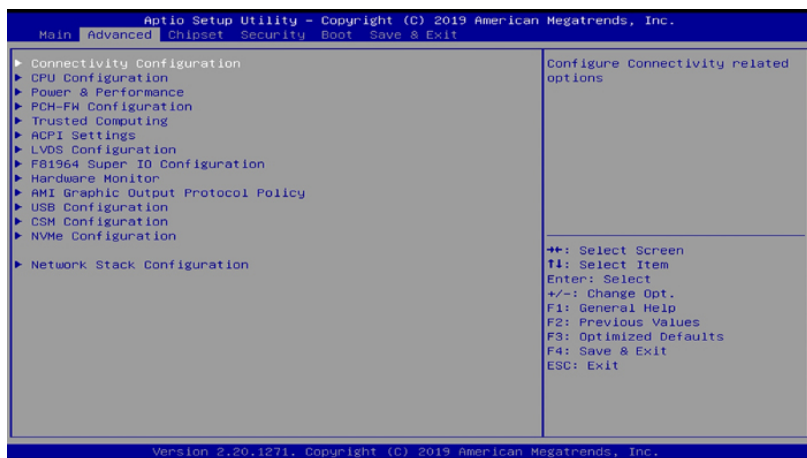 Aptio Setup Utility – Copyright (C) 2019 American Megatrends, Inc.
Main Advanced Chipset Security Boot Save & Exit
▶ Connectivity Configuration
▶ CPU Configuration
▶ Power & Performance
▶ PCH-FW Configuration
▶ Trusted Computing
▶ ACPI Settings
▶ LVDS Configuration
▶ F81964 Super IO Configuration
▶ Hardware Monitor
▶ AMI Graphic Output Protocol Policy
▶ USB Configuration
▶ CSM Configuration
▶ NVMe Configuration
▶ Network Stack Configuration
Configure Connectivity related
options
→←: Select Screen
↑↓: Select Item
Enter: Select
+/-: Change Opt.
F1: General Help
F2: Previous Values
F3: Optimized Defaults
F4: Save & Exit
ESC: Exit
Version 2.20.1271. Copyright (C) 2019 American Megatrends, Inc.